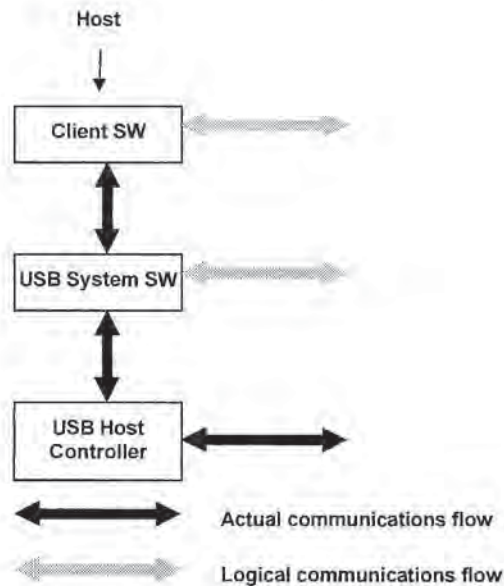 Host
Client SW
USB System SW
USB Host
Controller
Actual communications flow
Logical communications flow